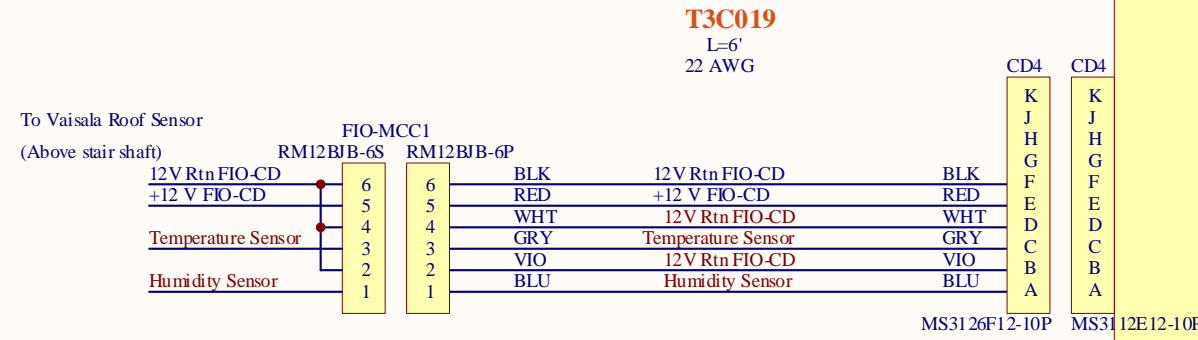 T3C019
L=6'
22 AWG
CD4 CD4
To Vaisala Roof Sensor
(Above stair shaft)
FIO-MCC1
RM12BJB-6S RM12BJB-6P
K K
J J
H H
G G
12V Rtn FIO-CD 6 6 BLK 12V Rtn FIO-CD BLK F F
+12 V FIO-CD 5 5 RED +12 V FIO-CD RED E E
4 4 WHT 12V Rtn FIO-CD WHT D D
Temperature Sensor 3 3 GRY Temperature Sensor GRY C C
2 2 VIO 12V Rtn FIO-CD VIO B B
Humidity Sensor 1 1 BLU Humidity Sensor BLU A A
MS3126F12-10P MS3112E12-10P